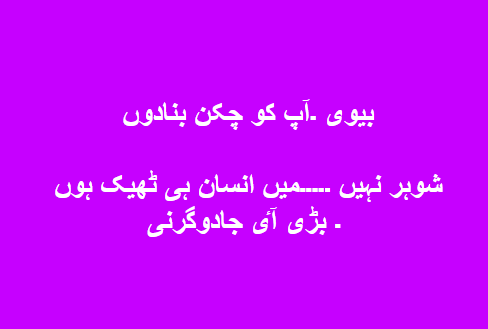 بیوی ۔آپ کو چکن بنادوں
شوہر نہیں ۔۔۔۔۔میں انسان ہی ٹھیک ہوں
۔ بڑی آئی جادوگرنی